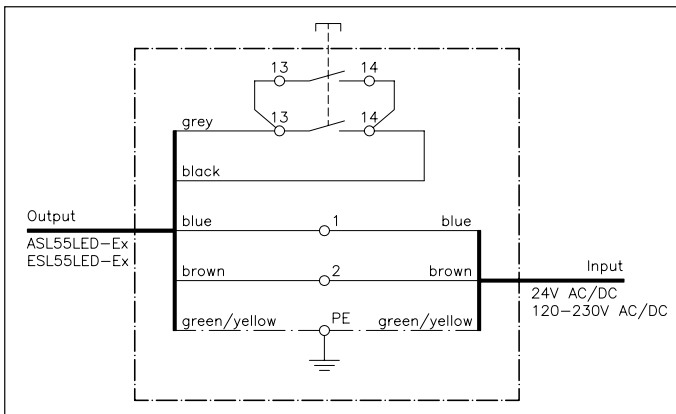 13 14
grey 13 14
black
Output
ASL55LED-Ex
ESL55LED-Ex
blue 1 blue
brown 2 brown
Input
24V AC/DC
120-230V AC/DC
green/yellow PE green/yellow